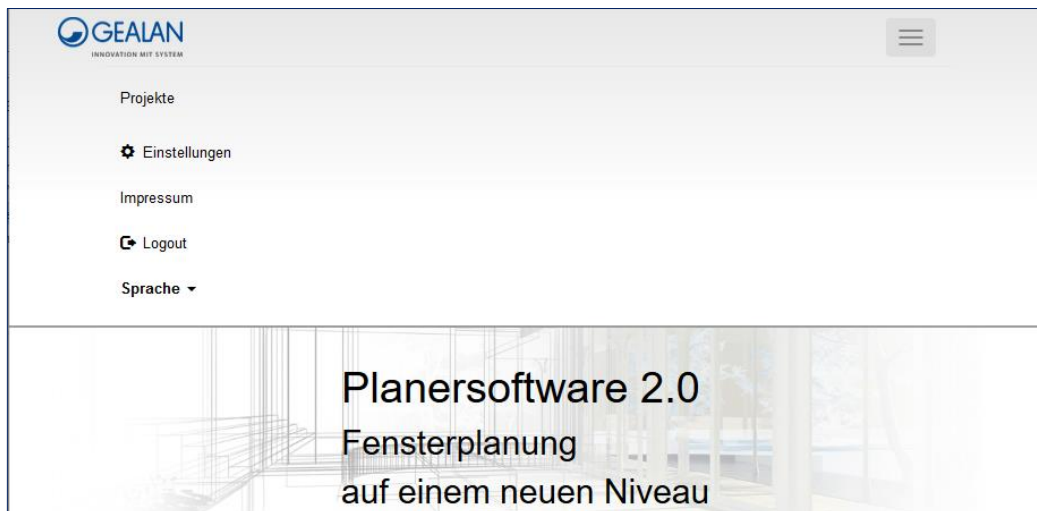 GEALAN
INNOVATION MIT SYSTEM
Projekte
Einstellungen
Impressum
Logout
Sprache
Planersoftware 2.0
Fensterplanung
auf einem neuen Niveau